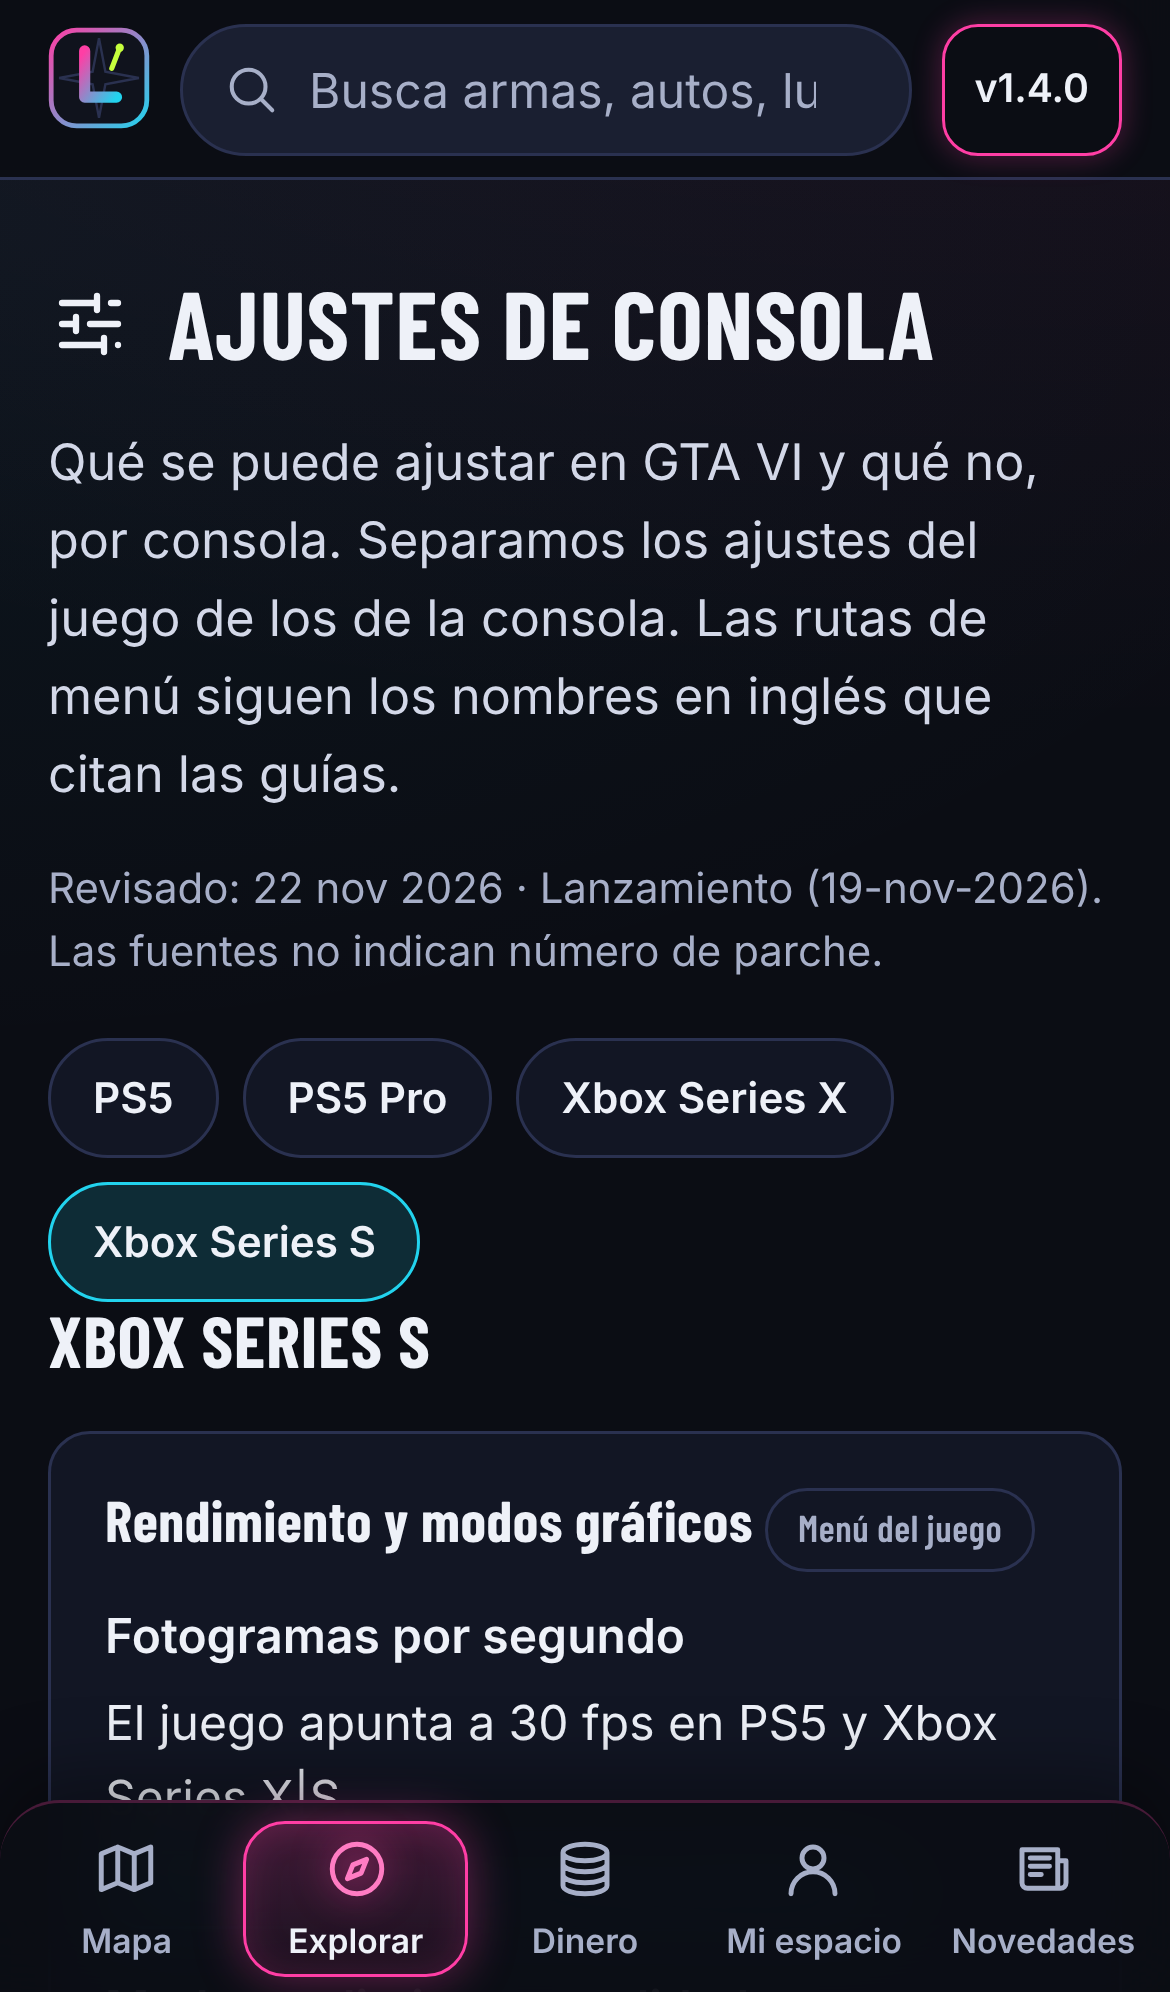 Busca armas, autos, lu
v1.4.0
AJUSTES DE CONSOLA
Qué se puede ajustar en GTA VI y qué no,
por consola. Separamos los ajustes del
juego de los de la consola. Las rutas de
menú siguen los nombres en inglés que
citan las guías.
Revisado: 22 nov 2026 · Lanzamiento (19-nov-2026).
Las fuentes no indican número de parche.
PS5
PS5 Pro
Xbox Series X
Xbox Series S
XBOX SERIES S
Rendimiento y modos gráficos
Menú del juego
Fotogramas por segundo
El juego apunta a 30 fps en PS5 y Xbox
Series X|S
Mapa
Explorar
Dinero
Mi espacio
Novedades